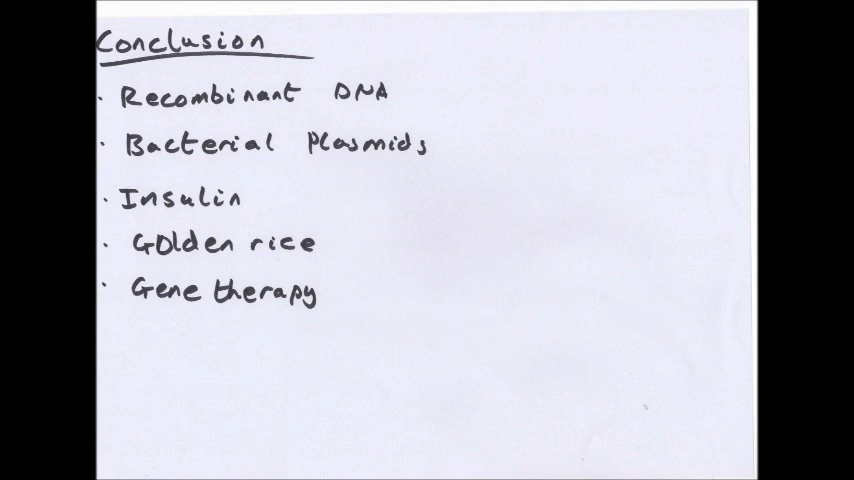 Conclusion
· Recombinant DNA
· Bacterial Plasmids
· Insulin
· Golden rice
· Gene therapy